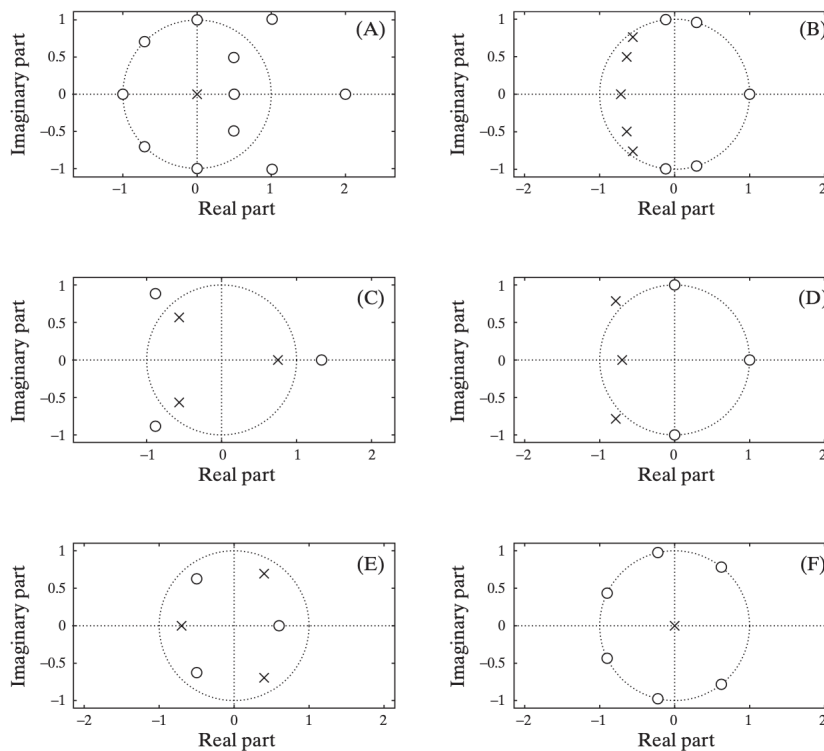 1 (A) 1 (B)
0.5 0.5
0 0
−0.5 −0.5
−1 −1
−1 0 1 2 −2 −1 0 1 2
Real part Real part
Imaginary part Imaginary part
1 (C) 1 (D)
0.5 0.5
0 0
−0.5 −0.5
−1 −1
−1 0 1 2 −2 −1 0 1 2
Real part Real part
Imaginary part Imaginary part
1 (E) 1 (F)
0.5 0.5
0 0
−0.5 −0.5
−1 −1
−2 −1 0 1 2 −2 −1 0 1 2
Real part Real part
Imaginary part Imaginary part